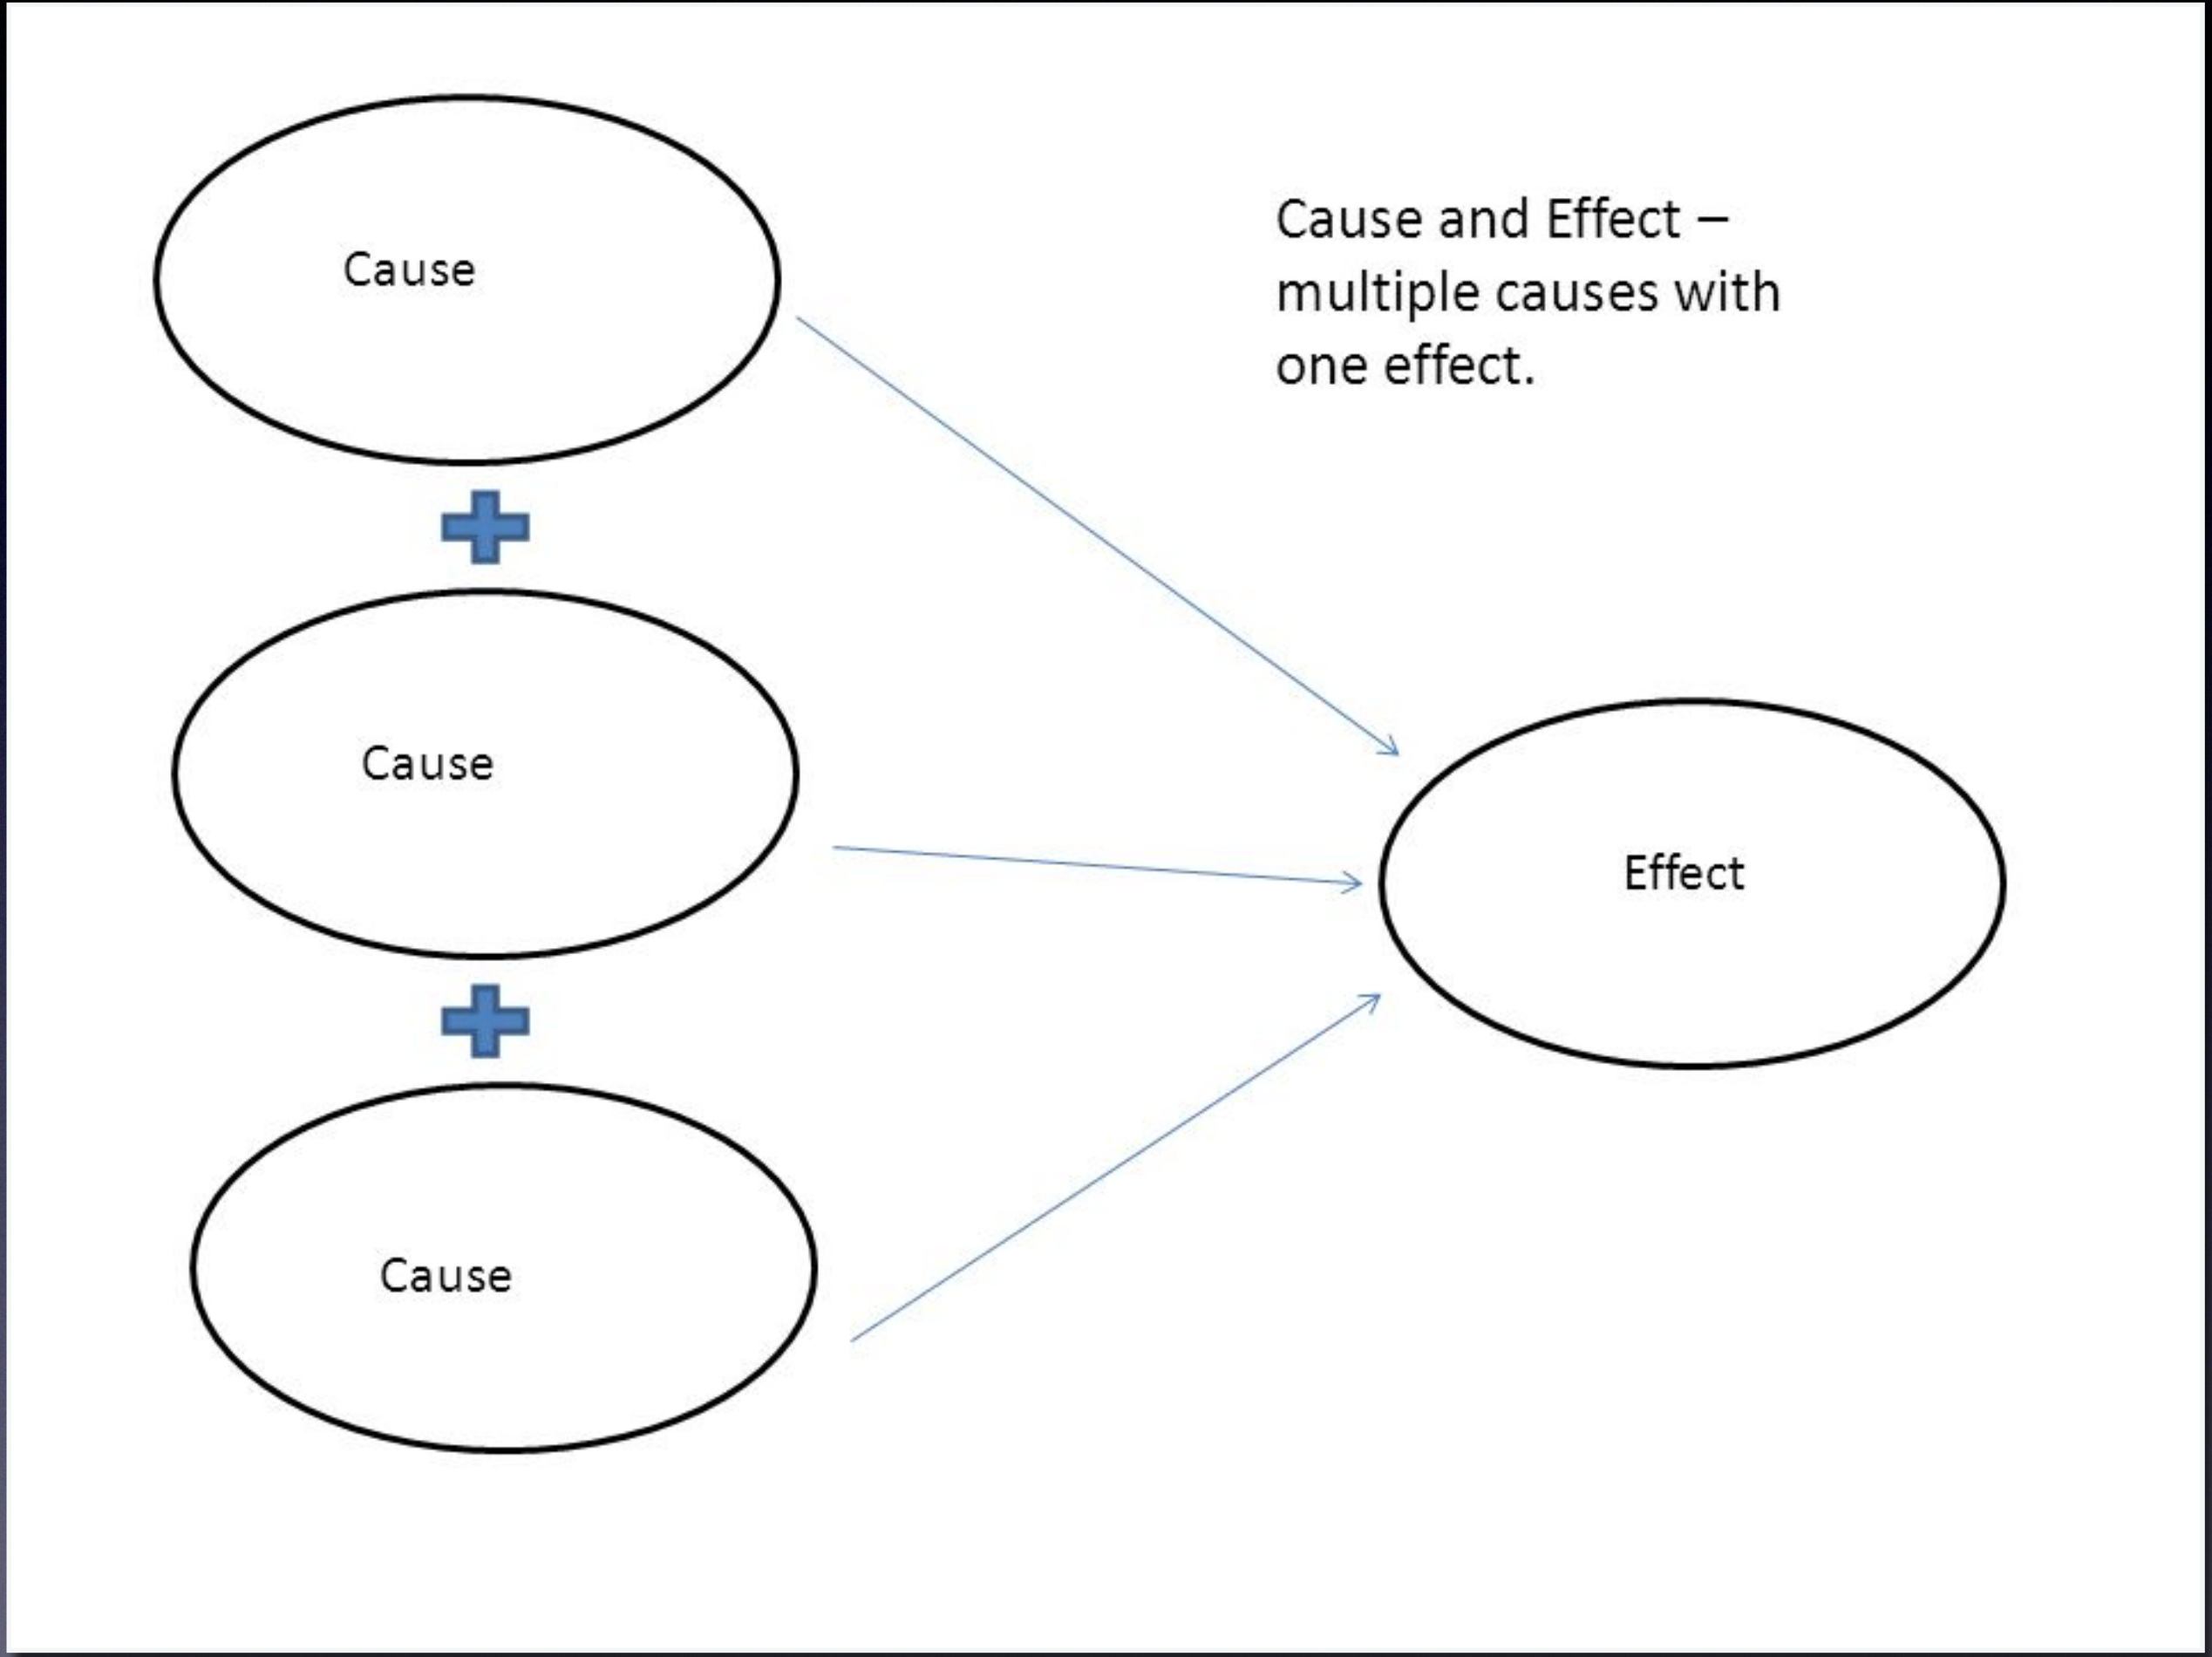 Cause
Cause and Effect –
multiple causes with
one effect.
Cause
Effect
Cause